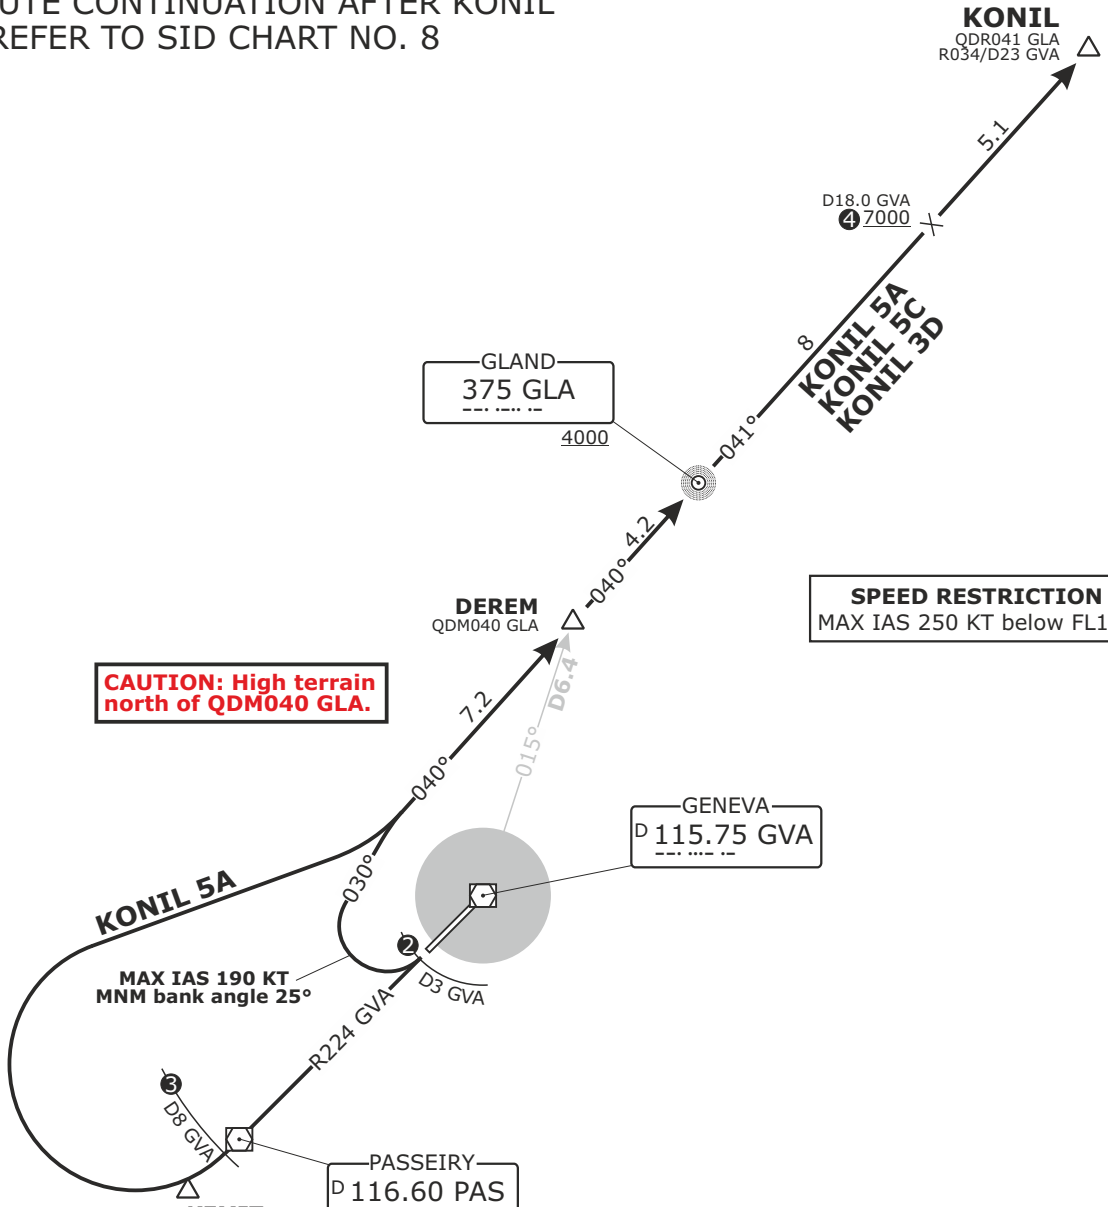 UTE CONTINUATION AFTER KONIL
REFER TO SID CHART NO. 8
KONIL
QDR041 GLA
R034/D23 GVA
5.1
D18.0 GVA
4 7000
8
KONIL 5A
KONIL 5C
KONIL 3D
GLAND
375 GLA
4000
041°
4.2
040°
DEREM
QDM040 GLA
SPEED RESTRICTION
MAX IAS 250 KT below FL1
CAUTION: High terrain
north of QDM040 GLA.
7.2
D6.4
015°
040°
GENEVA
D 115.75 GVA
030°
KONIL 5A
2
D3 GVA
MAX IAS 190 KT
MNM bank angle 25°
R224 GVA
3
D8 GVA
PASSEIRY
D 116.60 PAS